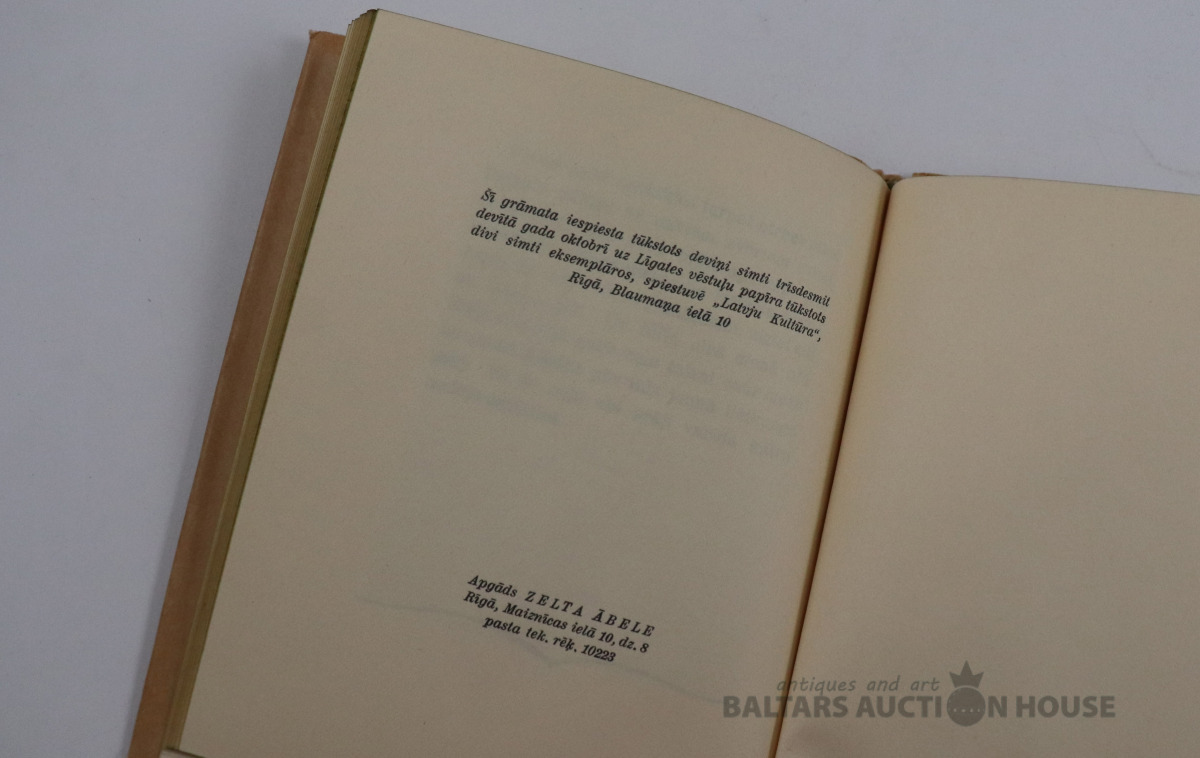 Šī grāmata iespiesta tūkstots deviņi simti trīsdesmit
devītā gada oktobrī uz Līgates vēstuļu papīra tūkstots
divi simti eksemplāros, spiestuvē „Latvju Kultūra“,
Rīgā, Blaumaņa ielā 10
Apgāds ZELTA ĀBELE
Rīgā, Maiznīcas ielā 10, dz. 8
pasta tek. rēķ. 10223
antiques and art
BALTARS AUCTION HOUSE